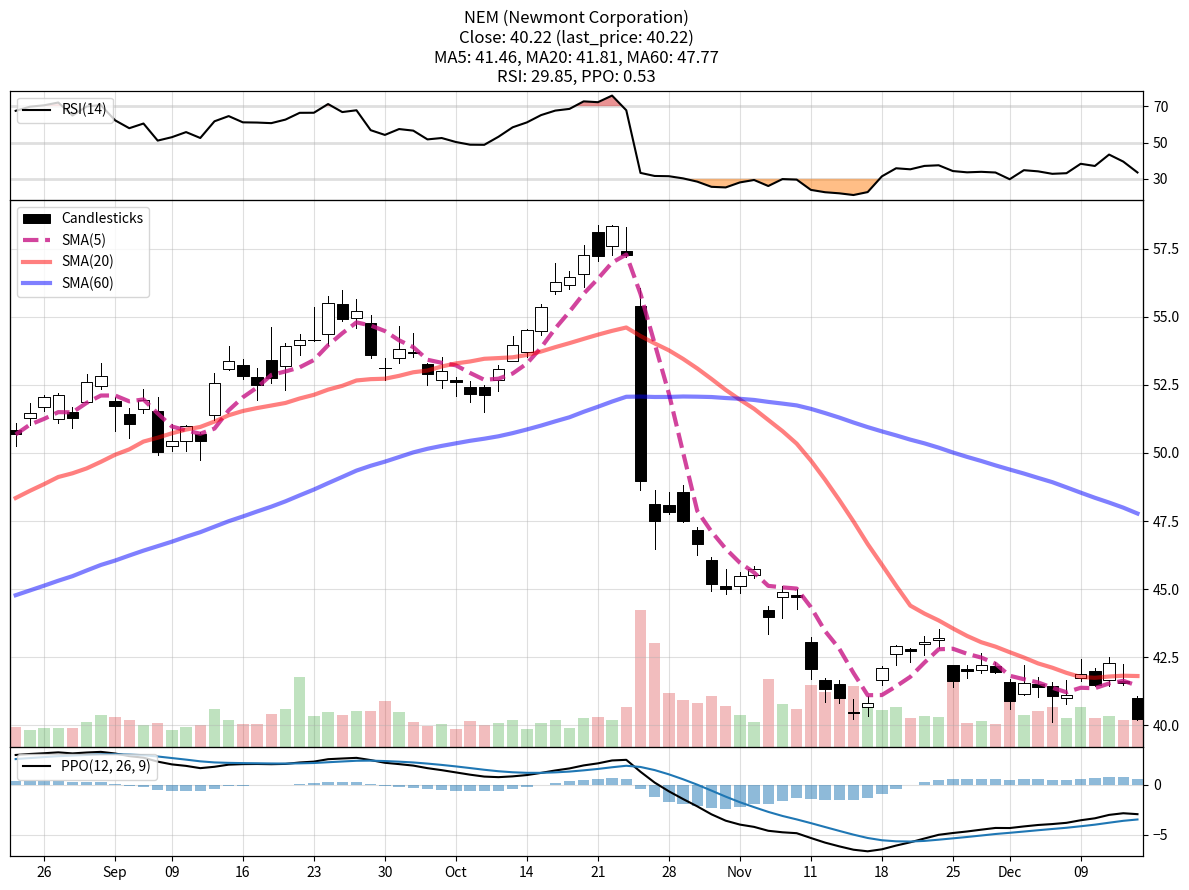 NEM (Newmont Corporation)
Close: 40.22 (last_price: 40.22)
MA5: 41.46, MA20: 41.81, MA60: 47.77
RSI: 29.85, PPO: 0.53
RSI(14)
70
50
30
Candlesticks
SMA(5)
SMA(20)
SMA(60)
57.5
55.0
52.5
50.0
47.5
45.0
42.5
40.0
PPO(12, 26, 9)
0
−5
26 Sep 09 16 23 30 Oct 14 21 28 Nov 11 18 25 Dec 09